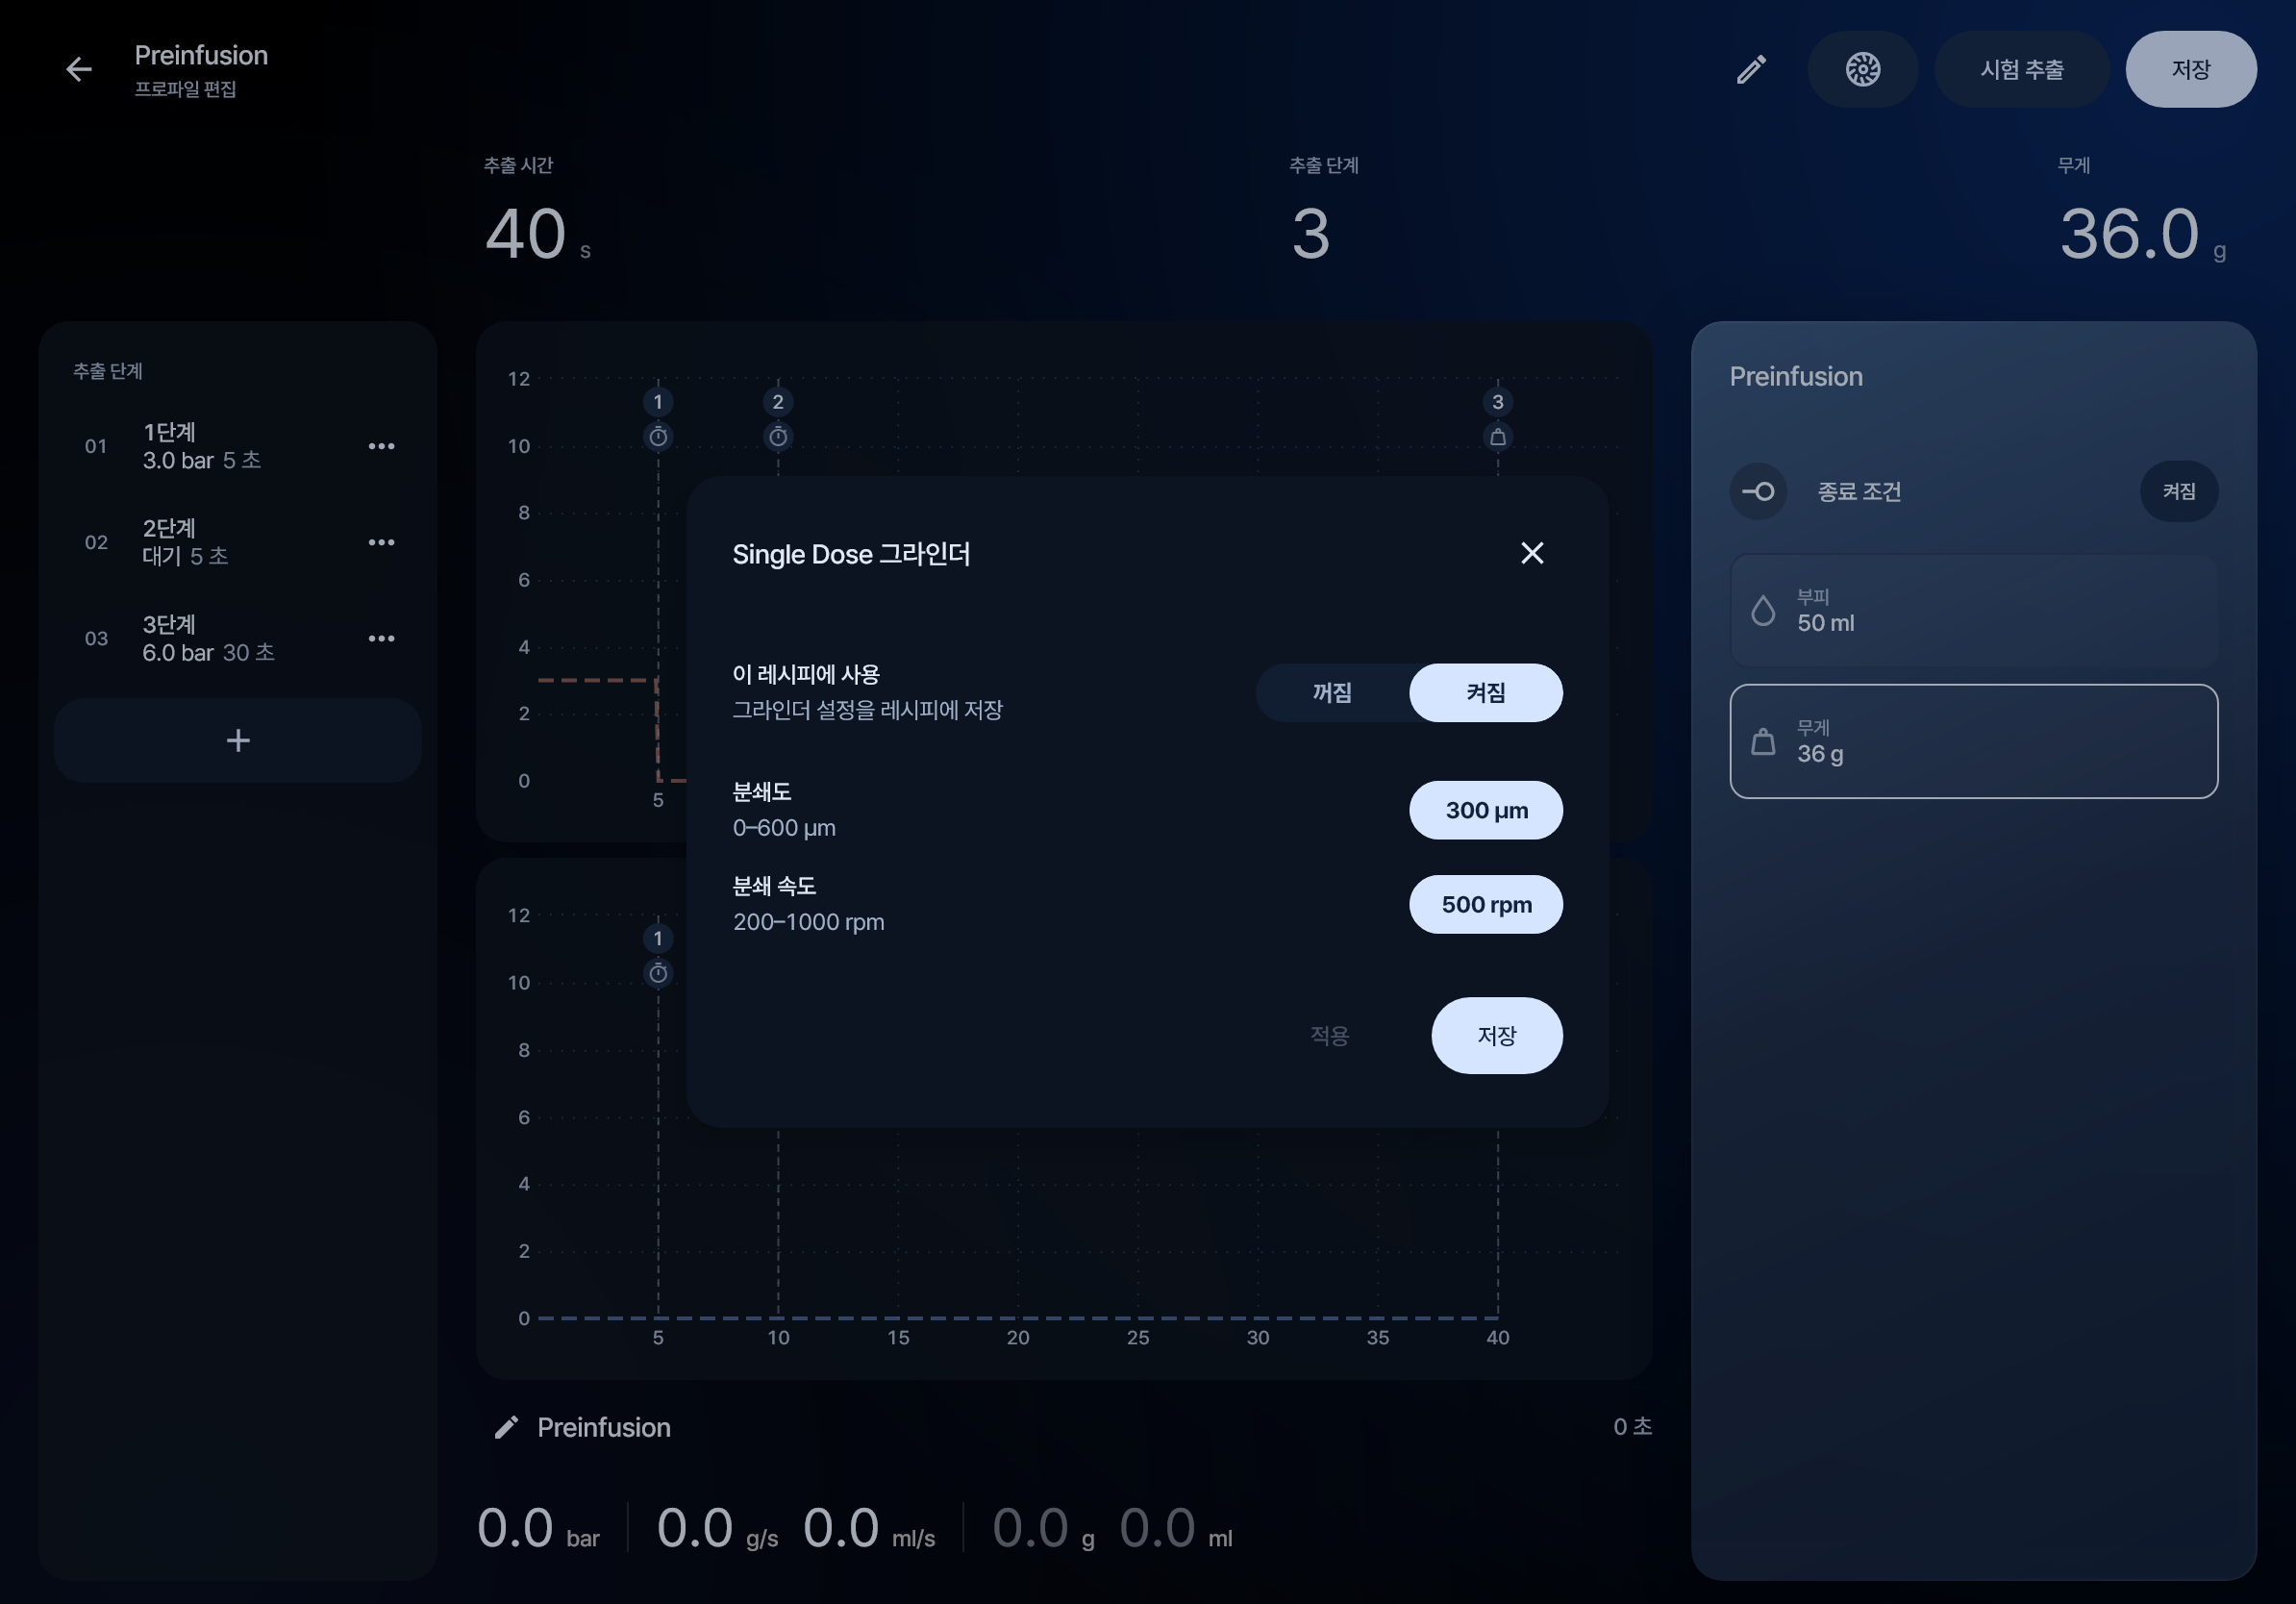 Preinfusion
프로파일 편집
시험 추출
저장
추출 시간
40 s
추출 단계
3
무게
36.0 g
추출 단계
01
1단계
3.0 bar 5 초
02
2단계
대기 5 초
03
3단계
6.0 bar 30 초
12
10
8
6
4
2
0
1
2
3
5
Single Dose 그라인더
이 레시피에 사용
그라인더 설정을 레시피에 저장
꺼짐
켜짐
분쇄도
0–600 µm
300 µm
분쇄 속도
200–1000 rpm
500 rpm
적용
저장
12
10
8
6
4
2
0
1
5
10
15
20
25
30
35
40
Preinfusion
0 초
0.0 bar
0.0 g/s
0.0 ml/s
0.0 g
0.0 ml
Preinfusion
종료 조건
켜짐
부피
50 ml
무게
36 g